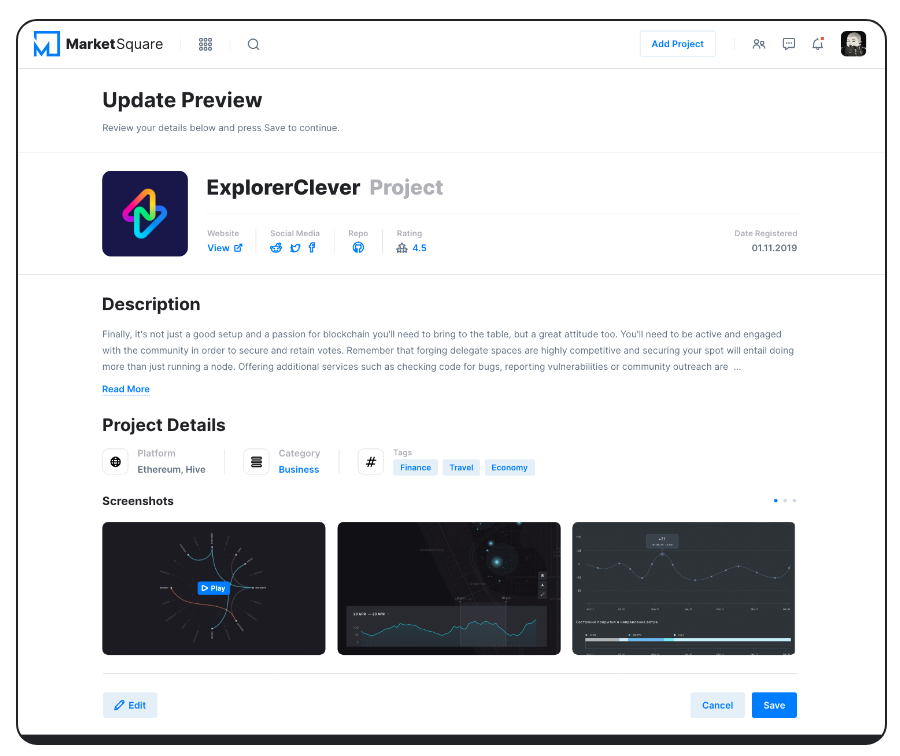 MarketSquare
Add Project
Update Preview
Review your details below and press Save to continue.
ExplorerClever Project
Website
Social Media
Repo
Rating
Date Registered
View
4.5
01.11.2019
Description
Finally, it's not just a good setup and a passion for blockchain you'll need to bring to the table, but a great attitude too. You'll need to be active and engaged
with the community in order to secure and retain votes. Remember that forging delegate spaces are highly competitive and securing your spot will entail doing
more than just running a node. Offering additional services such as checking code for bugs, reporting vulnerabilities or community outreach are ...
Read More
Project Details
Platform
Ethereum, Hive
Category
Business
#
Tags
Finance
Travel
Economy
Screenshots
Play
Edit
Cancel
Save